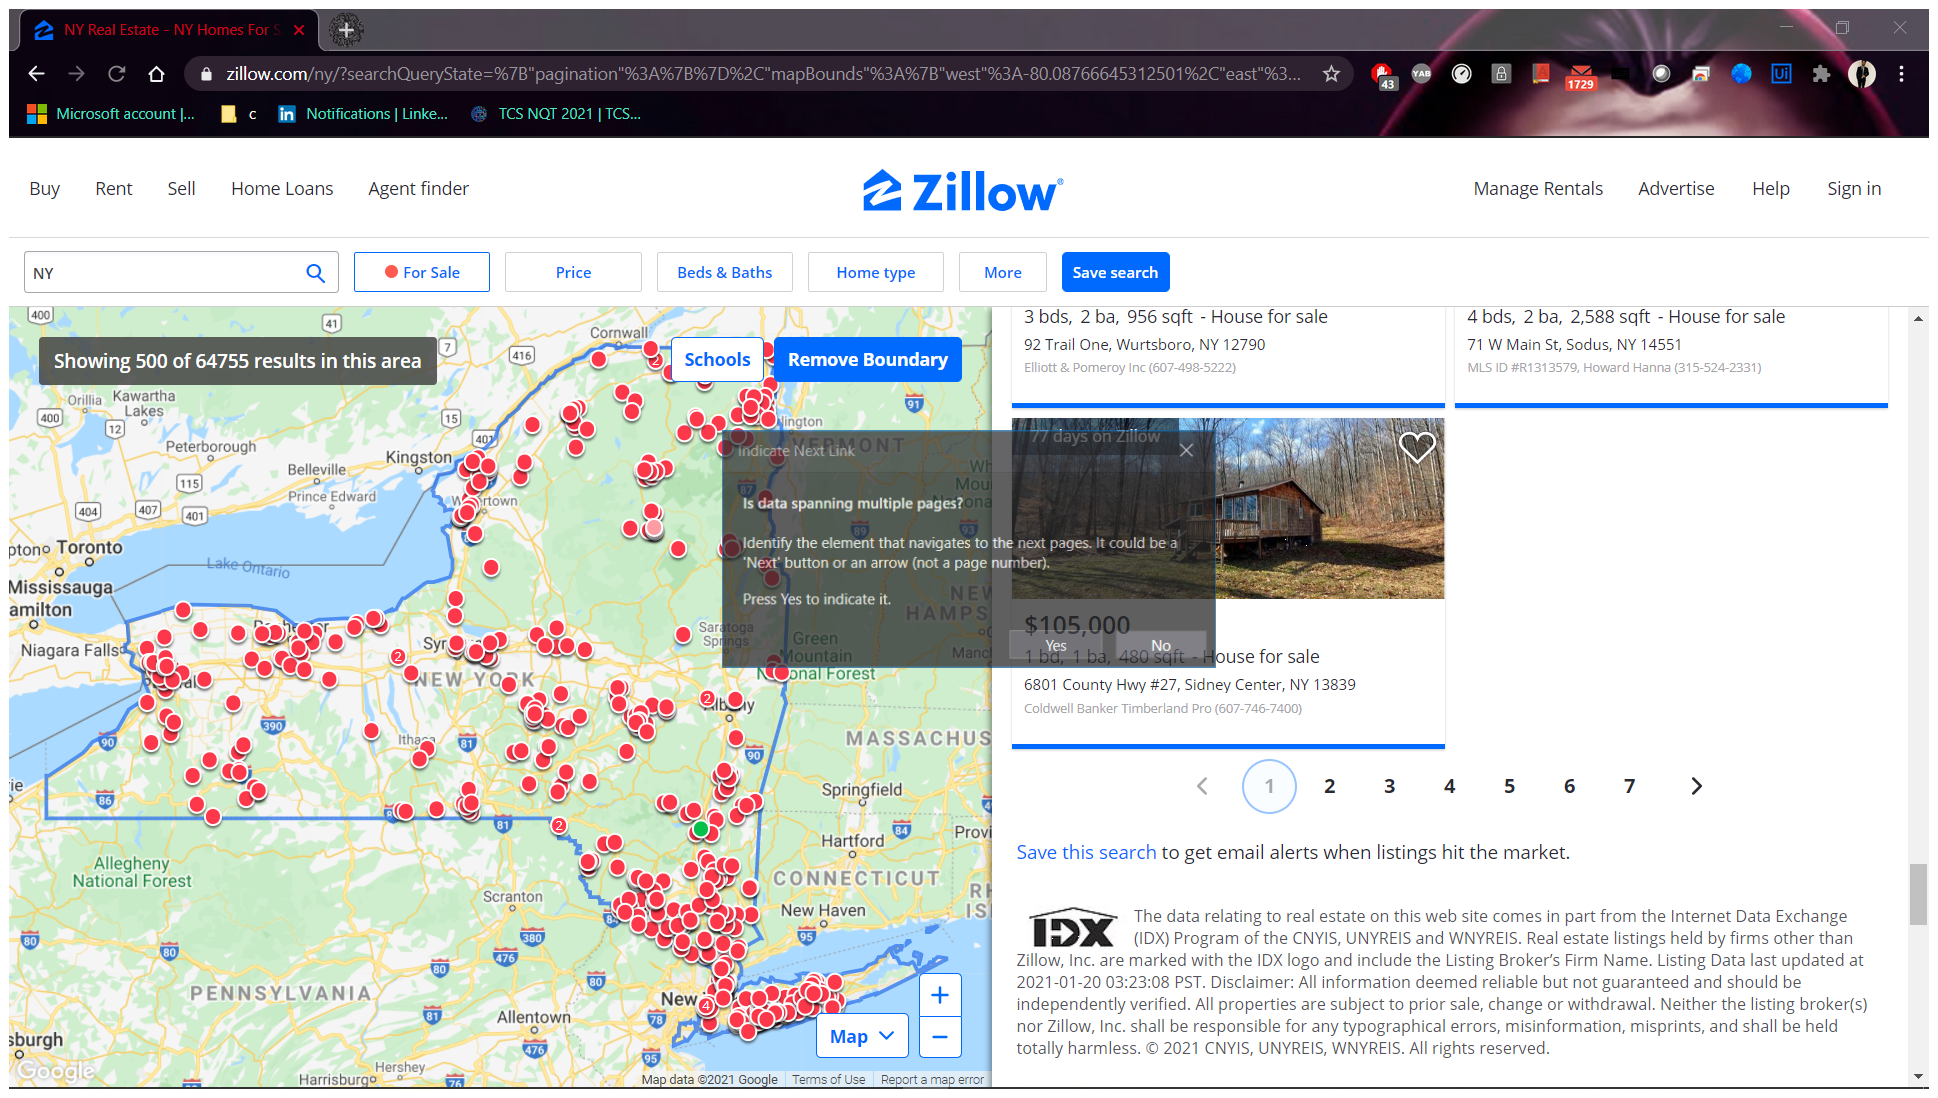 NY Real Estate - NY Homes For S
zillow.com/ny/?searchQueryState=%7B"pagination"%3A%7B%7D%2C"mapBounds"%3A%7B"west"%3A-80.08766645312501%2C"east"%3...
43
YAB
1729
Ui
Microsoft account |...
c
Notifications | Linke...
TCS NQT 2021 | TCS...
Buy
Rent
Sell
Home Loans
Agent finder
Zillow
Manage Rentals
Advertise
Help
Sign in
NY
For Sale
Price
Beds & Baths
Home type
More
Save search
Showing 500 of 64755 results in this area
Schools
Remove Boundary
Cornwall
Orillia
Kawartha
Lakes
Peterborough
Belleville
Prince Edward
Kingston
Toronto
Mississauga
amilton
Lake Ontario
Niagara Falls
NEW YORK
Ithaca
Albany
Saratoga
Springs
VERMONT
NEW
HAMPS
Green
Mountain
National Forest
MASSACHUS
Springfield
Hartford
Provi
CONNECTICUT
New Haven
Allegheny
National Forest
Scranton
PENNSYLVANIA
Allentown
sburgh
Hershey
Harrisburg
Google
Map
+
−
Map data ©2021 Google
Terms of Use
Report a map error
Indicate Next Link
Is data spanning multiple pages?
Identify the element that navigates to the next pages. It could be a
'Next' button or an arrow (not a page number).
Press Yes to indicate it.
Yes
No
3 bds, 2 ba, 956 sqft - House for sale
92 Trail One, Wurtsboro, NY 12790
Elliott & Pomeroy Inc (607-498-5222)
4 bds, 2 ba, 2,588 sqft - House for sale
71 W Main St, Sodus, NY 14551
MLS ID #R1313579, Howard Hanna (315-524-2331)
77 days on Zillow
$105,000
1 bd, 1 ba, 480 sqft - House for sale
6801 County Hwy #27, Sidney Center, NY 13839
Coldwell Banker Timberland Pro (607-746-7400)
1 2 3 4 5 6 7
Save this search to get email alerts when listings hit the market.
IDX
The data relating to real estate on this web site comes in part from the Internet Data Exchange
(IDX) Program of the CNYIS, UNYREIS and WNYREIS. Real estate listings held by firms other than
Zillow, Inc. are marked with the IDX logo and include the Listing Broker's Firm Name. Listing Data last updated at
2021-01-20 03:23:08 PST. Disclaimer: All information deemed reliable but not guaranteed and should be
independently verified. All properties are subject to prior sale, change or withdrawal. Neither the listing broker(s)
nor Zillow, Inc. shall be responsible for any typographical errors, misinformation, misprints, and shall be held
totally harmless. © 2021 CNYIS, UNYREIS, WNYREIS. All rights reserved.